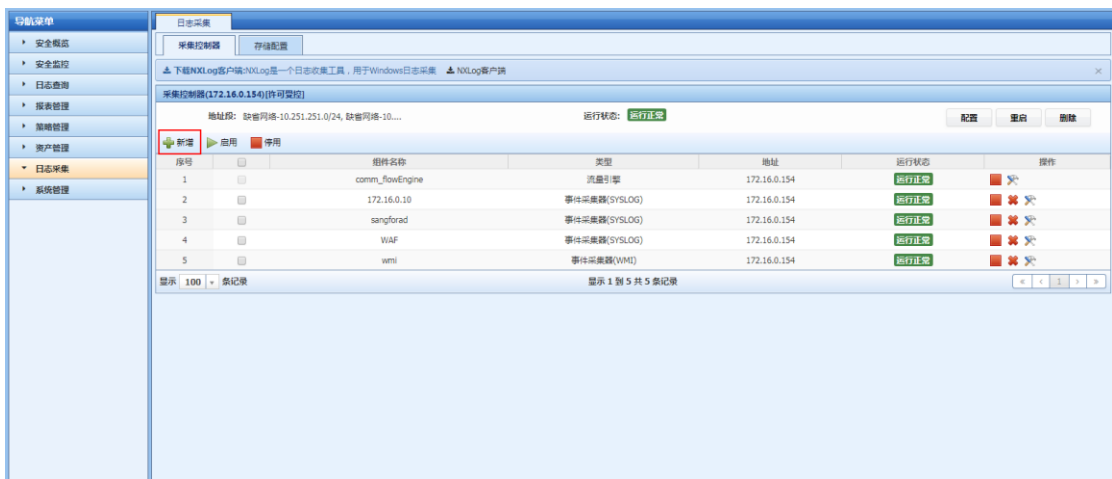 导航菜单
安全概览
安全监控
日志查询
报表管理
策略管理
资产管理
日志采集
系统管理
日志采集
采集控制器 存储配置
下载NXLog客户端:NXLog是一个日志收集工具，用于Windows日志采集 NXLog客户端 ×
采集控制器(172.16.0.154)[许可受控]
地址段: 缺省网络-10.251.251.0/24, 缺省网络-10.... 运行状态: 运行正常 配置 重启 删除
新增 启用 停用
序号 组件名称 类型 地址 运行状态 操作
1 comm_flowEngine 流量引擎 172.16.0.154 运行正常
2 172.16.0.10 事件采集器(SYSLOG) 172.16.0.154 运行正常
3 sangforad 事件采集器(SYSLOG) 172.16.0.154 运行正常
4 WAF 事件采集器(SYSLOG) 172.16.0.154 运行正常
5 wmi 事件采集器(WMI) 172.16.0.154 运行正常
显示 100 条记录 显示 1 到 5 共 5 条记录 « ‹ 1 › »